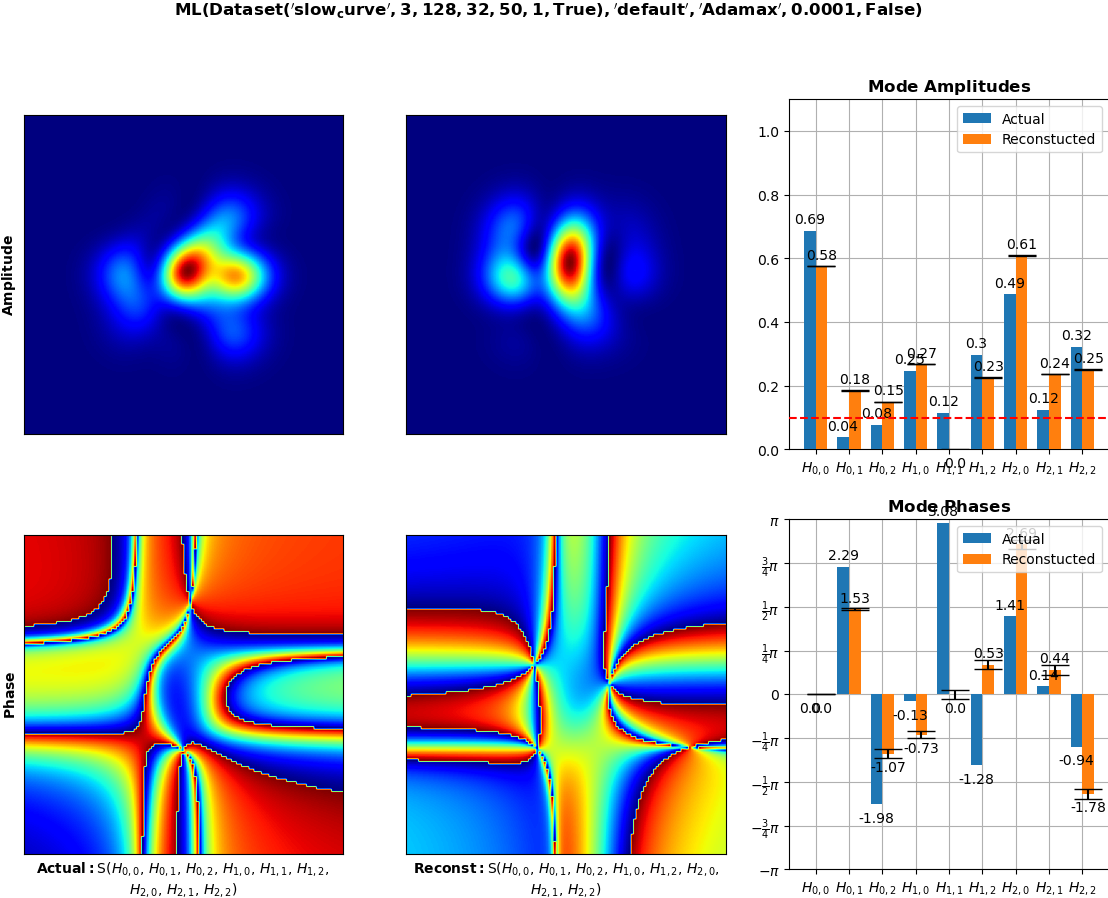 ML(Dataset('slow_curve', 3, 128, 32, 50, 1, True), 'default', 'Adamax', 0.0001, False)
Amplitude
Mode Amplitudes
Actual
Reconstucted
1.0
0.8
0.6
0.4
0.2
0.0
0.69
0.58
0.04
0.18
0.08
0.15
0.25
0.27
0.12
0.0
0.3
0.23
0.49
0.61
0.12
0.24
0.32
0.25
H0,0 H0,1 H0,2 H1,0 H1,1 H1,2 H2,0 H2,1 H2,2
Phase
Actual: S(H0,0, H0,1, H0,2, H1,0, H1,1, H1,2,
H2,0, H2,1, H2,2)
Reconst: S(H0,0, H0,1, H0,2, H1,0, H1,2, H2,0,
H2,1, H2,2)
Mode Phases
Actual
Reconstucted
π
3/4π
1/2π
1/4π
0
−1/4π
−1/2π
−3/4π
−π
0.0
0.0
2.29
1.53
-1.98
-1.07
-0.13
-0.73
3.08
0.0
-1.28
0.53
1.41
2.69
0.14
0.44
-0.94
-1.78
H0,0 H0,1 H0,2 H1,0 H1,1 H1,2 H2,0 H2,1 H2,2